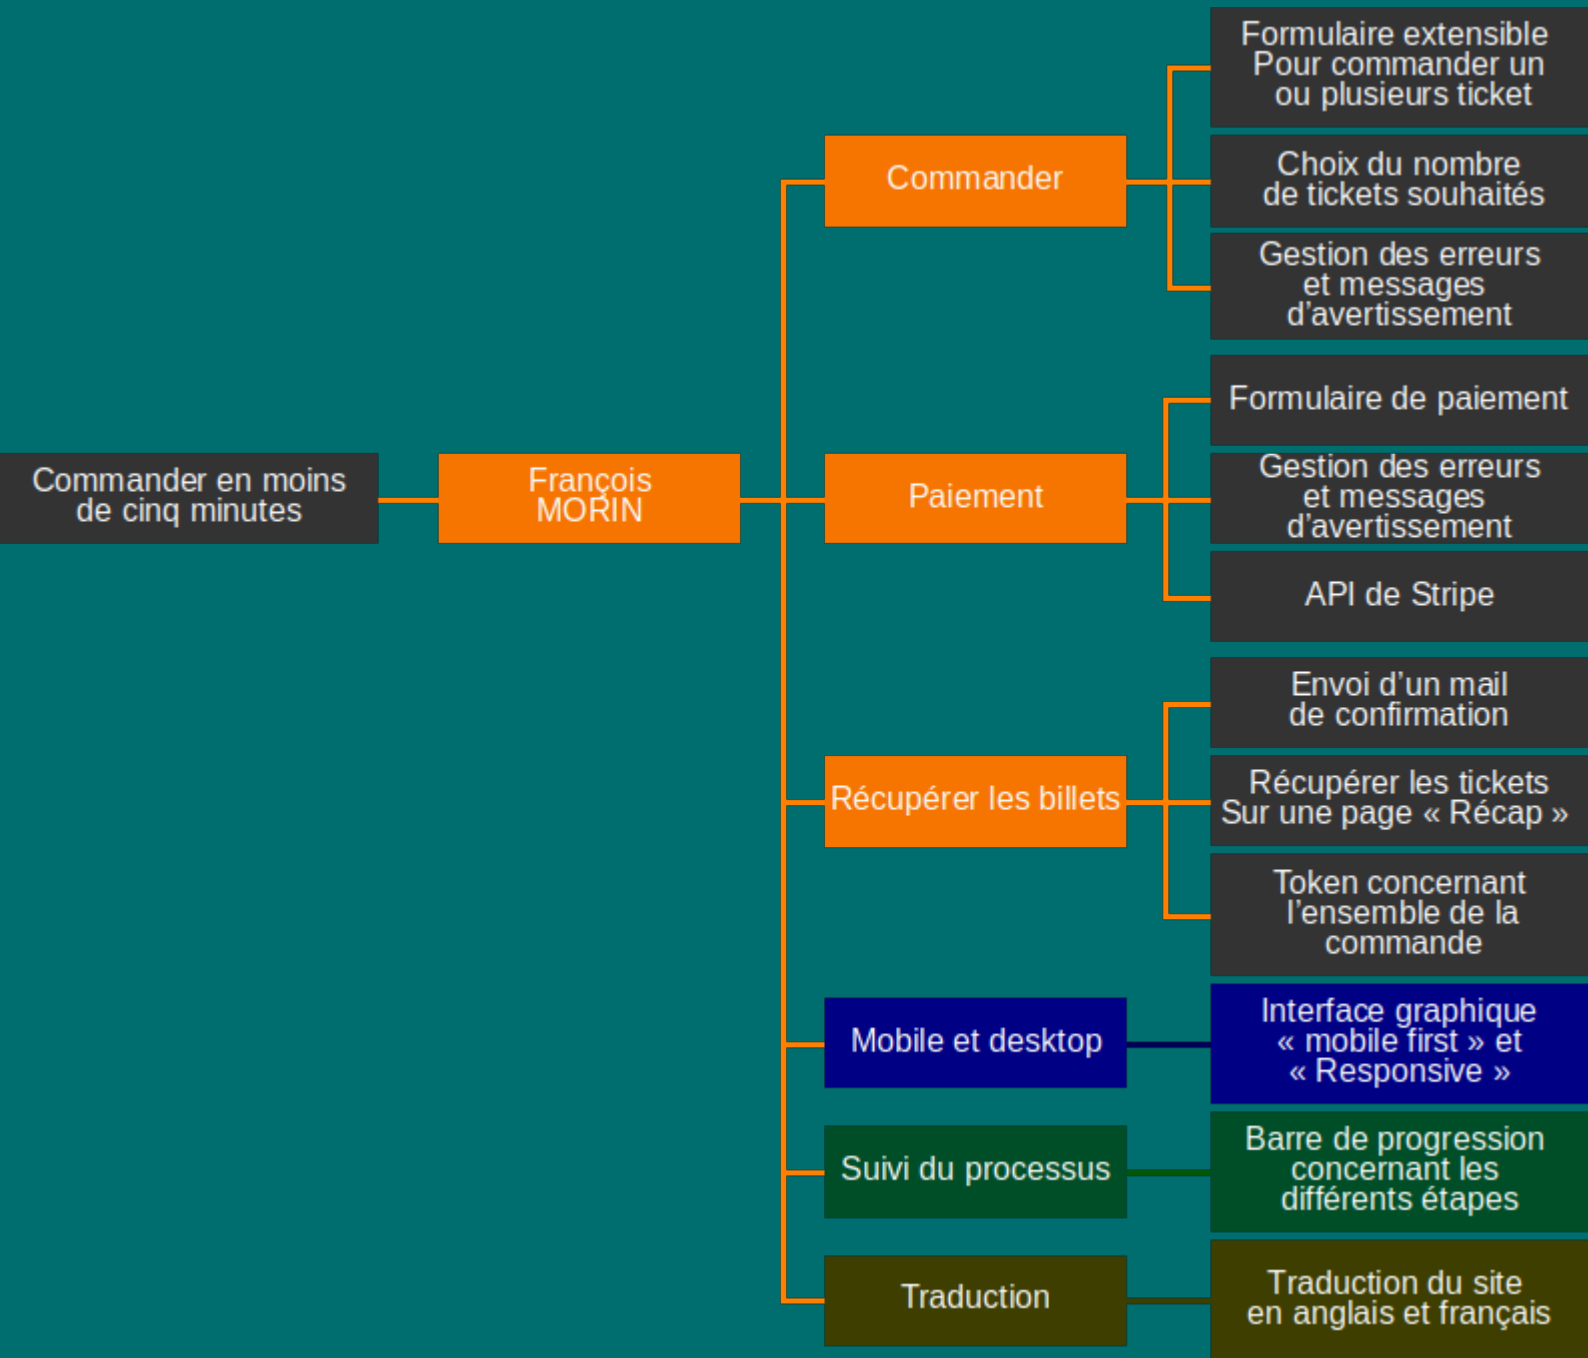 Commander en moins
de cinq minutes
François
MORIN
Commander
Formulaire extensible
Pour commander un
ou plusieurs ticket
Choix du nombre
de tickets souhaités
Gestion des erreurs
et messages
d’avertissement
Paiement
Formulaire de paiement
Gestion des erreurs
et messages
d’avertissement
API de Stripe
Récupérer les billets
Envoi d’un mail
de confirmation
Récupérer les tickets
Sur une page « Récap »
Token concernant
l’ensemble de la
commande
Mobile et desktop
Interface graphique
« mobile first » et
« Responsive »
Suivi du processus
Barre de progression
concernant les
différents étapes
Traduction
Traduction du site
en anglais et français